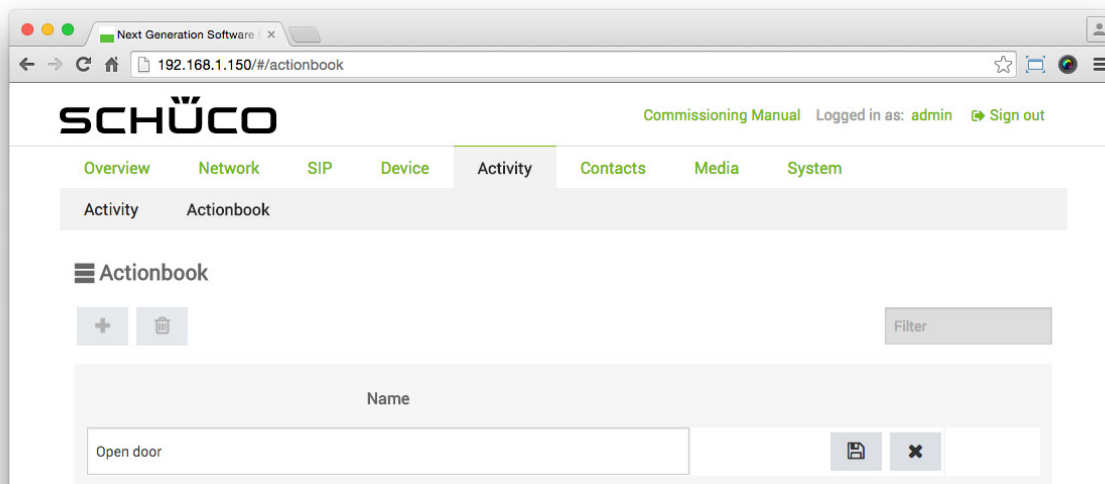 Next Generation Software
192.168.1.150/#/actionbook
SCHÜCO
Commissioning Manual Logged in as: admin Sign out
Overview Network SIP Device Activity Contacts Media System
Activity Actionbook
Actionbook
Filter
Name
Open door